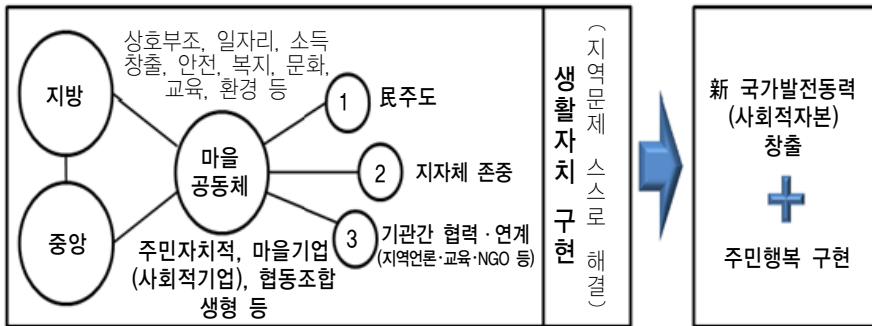 상호부조, 일자리, 소득
창출, 안전, 복지, 문화,
교육, 환경 등
지방
중앙
마을
공동체
1 民주도
2 지자체 존중
3 기관간 협력·연계
(지역언론·교육·NGO 등)
주민자치적, 마을기업
(사회적기업), 협동조합
생형 등
생활자치 구현
(지역문제 스스로 해결)
新 국가발전동력
(사회적자본)
창출
주민행복 구현